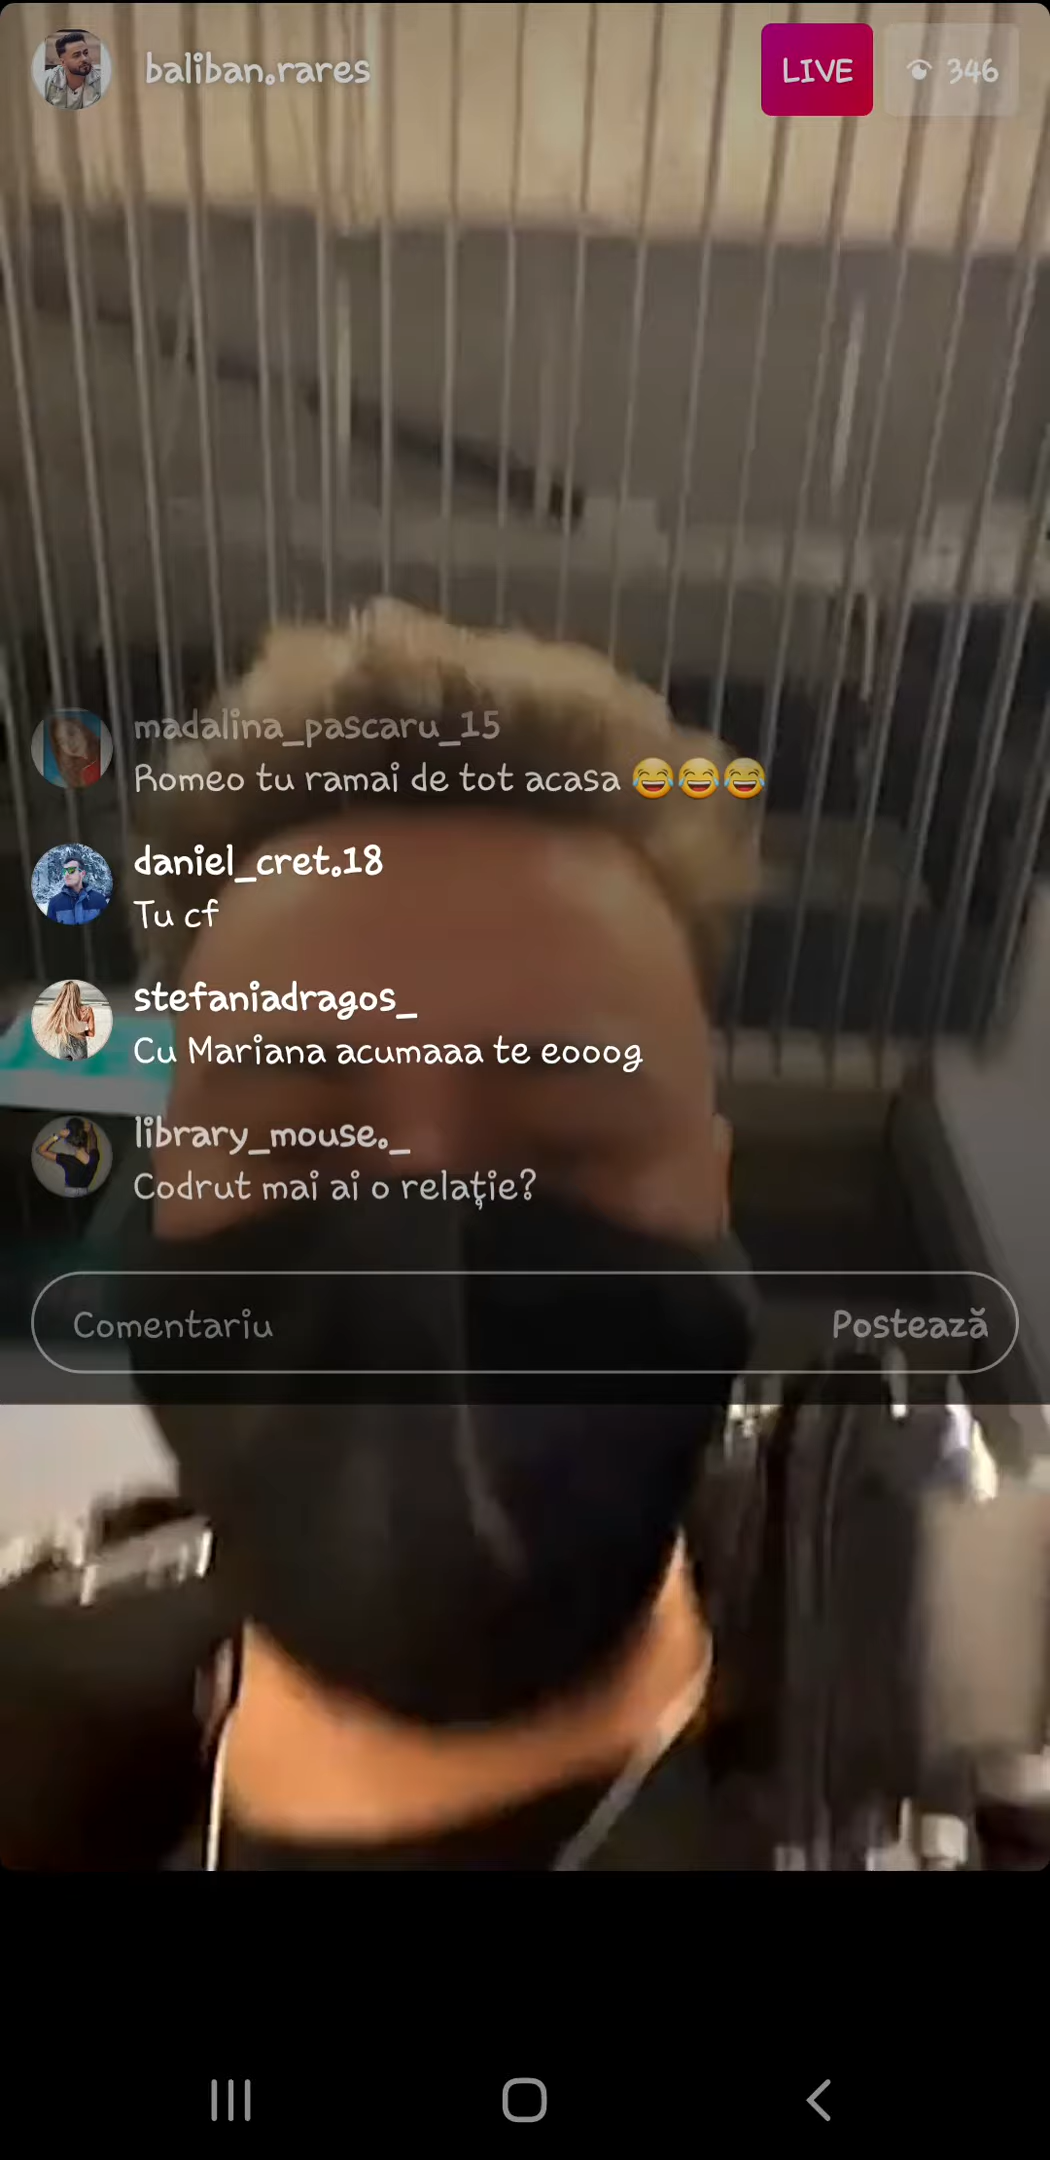 baliban.rares
LIVE
346
madalina_pascaru_15
Romeo tu ramai de tot acasa 😂😂😂
daniel_cret.18
Tu cf
stefaniadragos_
Cu Mariana acumaaa te eooog
library_mouse._
Codrut mai ai o relație?
Comentariu
Postează